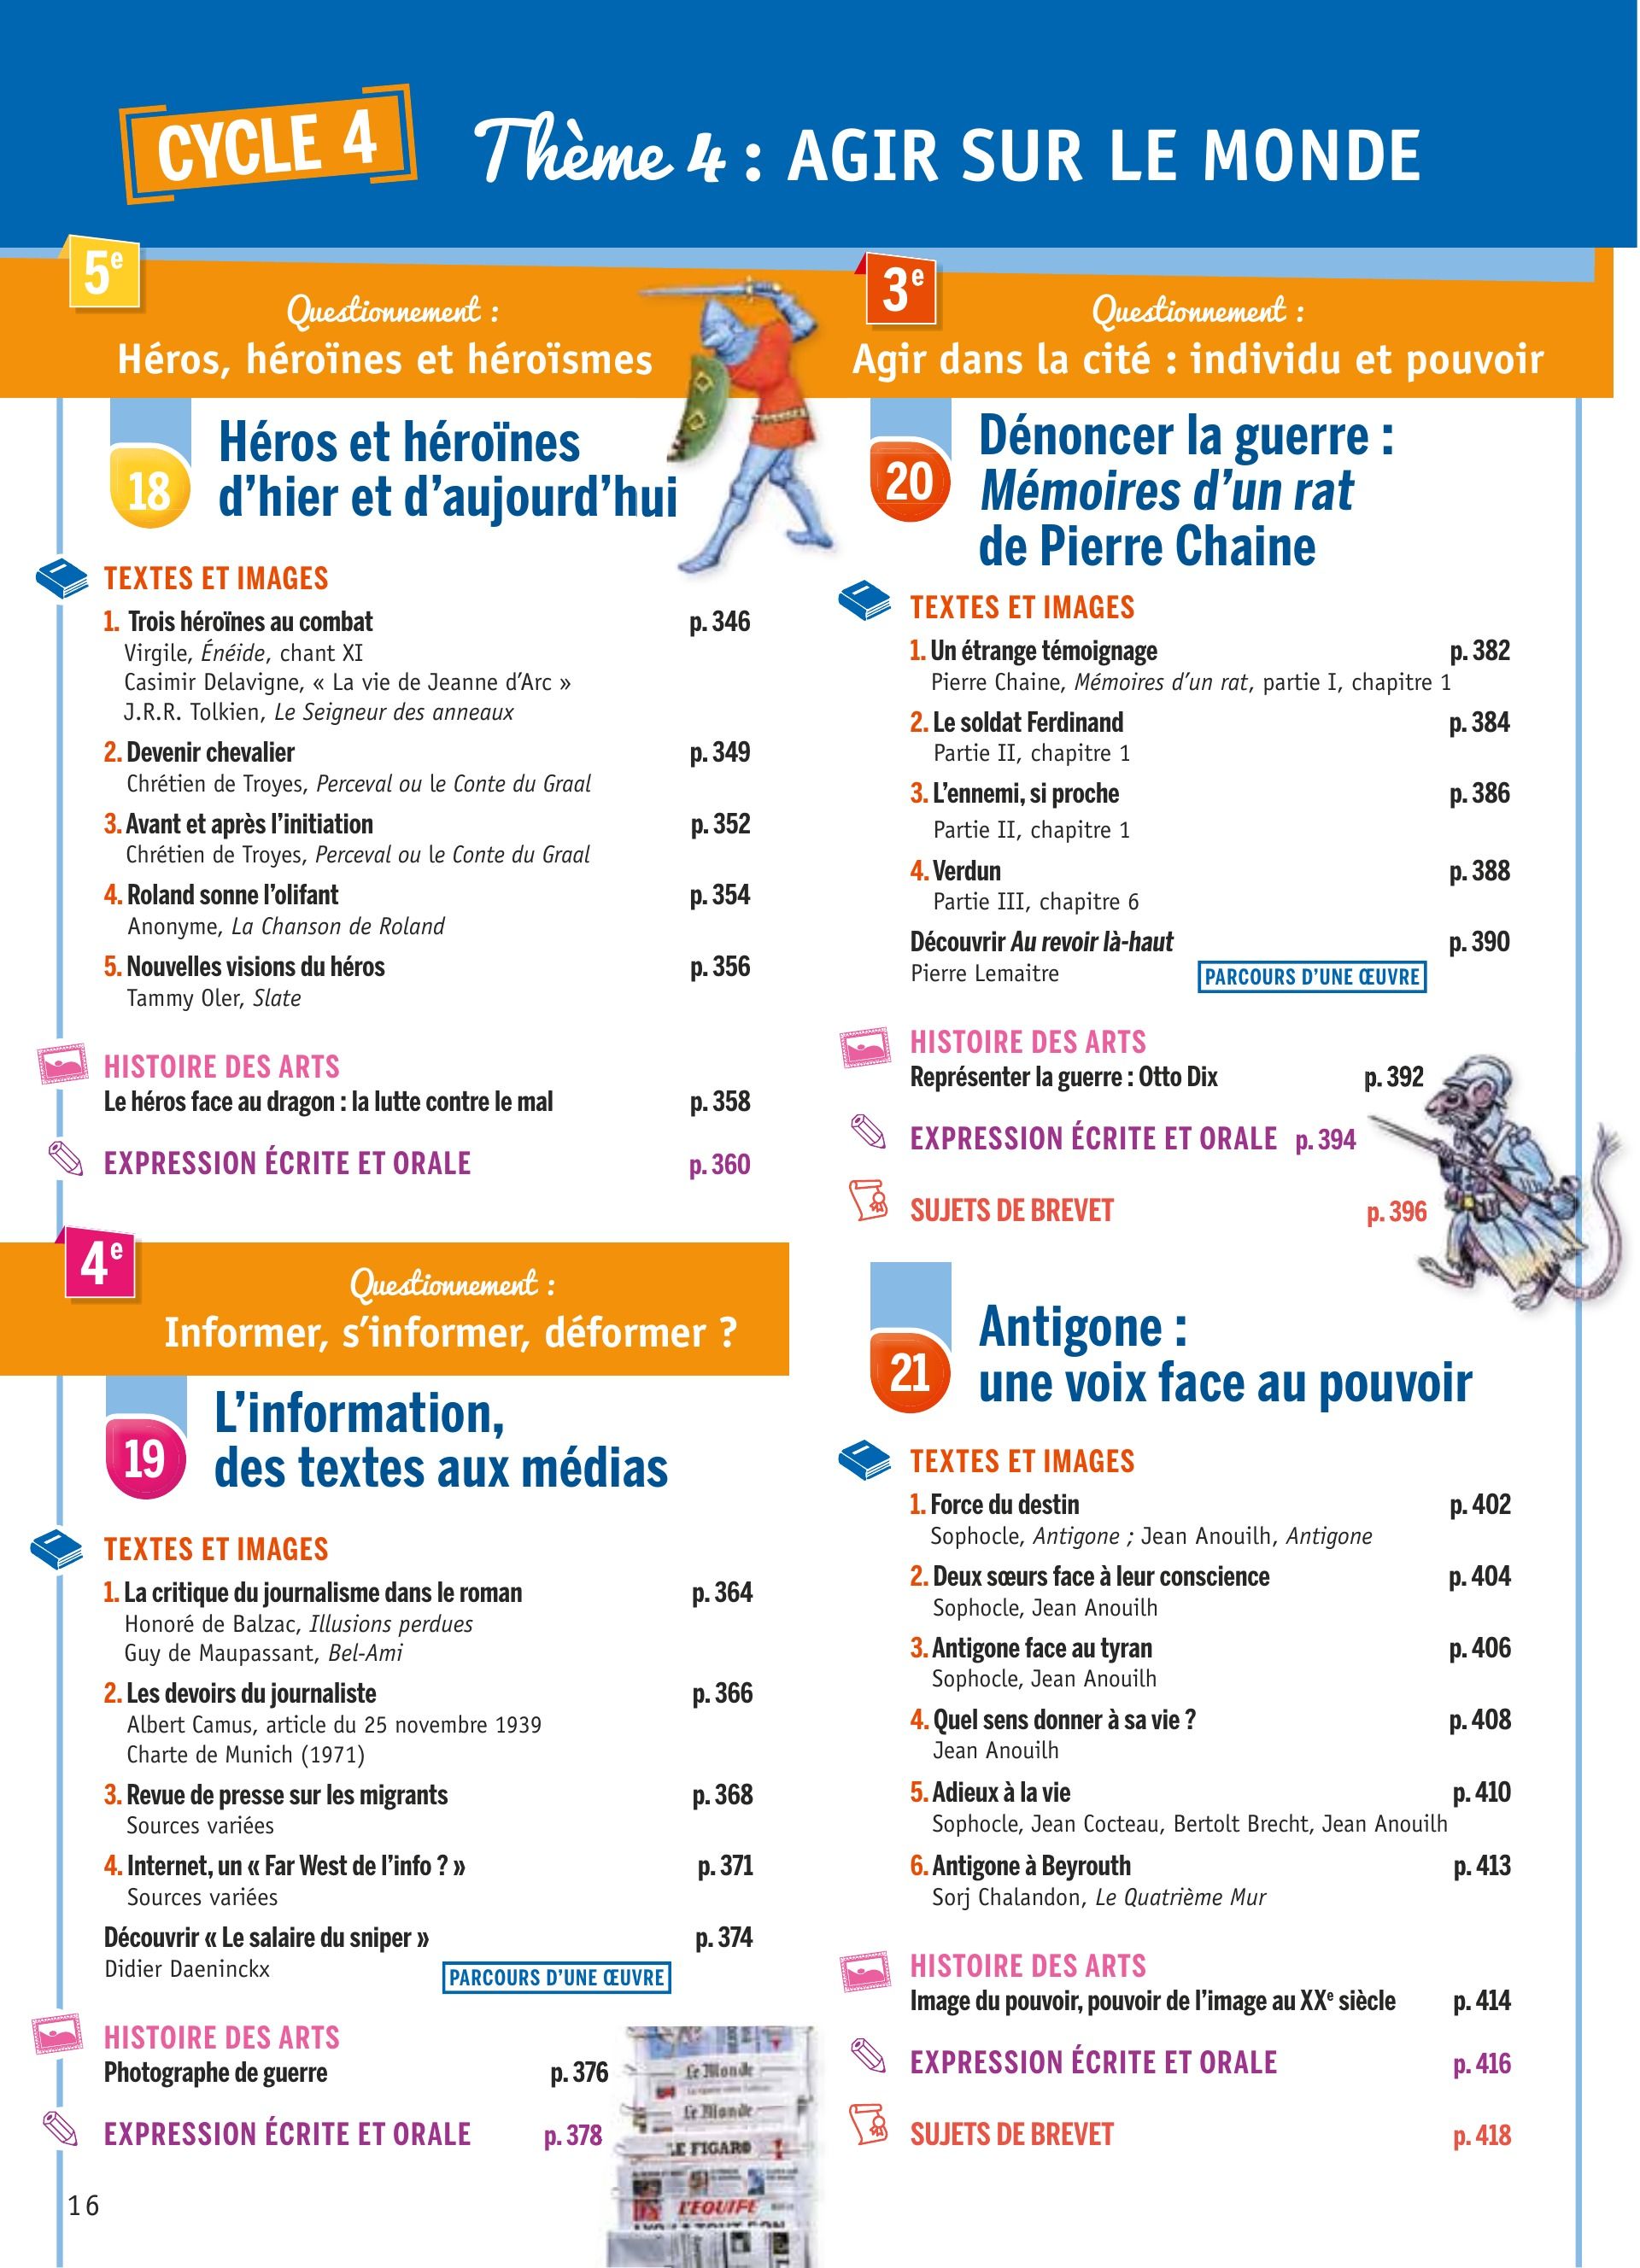 CYCLE 4
Thème 4 : AGIR SUR LE MONDE
5e
Questionnement :
Héros, héroïnes et héroïsmes
18
Héros et héroïnes
d’hier et d’aujourd’hui
TEXTES ET IMAGES
1. Trois héroïnes au combat p. 346
Virgile, Énéide, chant XI
Casimir Delavigne, « La vie de Jeanne d’Arc »
J.R.R. Tolkien, Le Seigneur des anneaux
2. Devenir chevalier p. 349
Chrétien de Troyes, Perceval ou le Conte du Graal
3. Avant et après l’initiation p. 352
Chrétien de Troyes, Perceval ou le Conte du Graal
4. Roland sonne l’olifant p. 354
Anonyme, La Chanson de Roland
5. Nouvelles visions du héros p. 356
Tammy Oler, Slate
HISTOIRE DES ARTS
Le héros face au dragon : la lutte contre le mal p. 358
EXPRESSION ÉCRITE ET ORALE p. 360
4e
Questionnement :
Informer, s’informer, déformer ?
19
L’information,
des textes aux médias
TEXTES ET IMAGES
1. La critique du journalisme dans le roman p. 364
Honoré de Balzac, Illusions perdues
Guy de Maupassant, Bel-Ami
2. Les devoirs du journaliste p. 366
Albert Camus, article du 25 novembre 1939
Charte de Munich (1971)
3. Revue de presse sur les migrants p. 368
Sources variées
4. Internet, un « Far West de l’info ? » p. 371
Sources variées
Découvrir « Le salaire du sniper » p. 374
Didier Daeninckx PARCOURS D’UNE ŒUVRE
HISTOIRE DES ARTS
Photographe de guerre p. 376
EXPRESSION ÉCRITE ET ORALE p. 378
Le Monde
Le Monde
LE FIGARO
L'EQUIPE
16
3e
Questionnement :
Agir dans la cité : individu et pouvoir
20
Dénoncer la guerre :
Mémoires d’un rat
de Pierre Chaine
TEXTES ET IMAGES
1. Un étrange témoignage p. 382
Pierre Chaine, Mémoires d’un rat, partie I, chapitre 1
2. Le soldat Ferdinand p. 384
Partie II, chapitre 1
3. L’ennemi, si proche p. 386
Partie II, chapitre 1
4. Verdun p. 388
Partie III, chapitre 6
Découvrir Au revoir là-haut p. 390
Pierre Lemaitre PARCOURS D’UNE ŒUVRE
HISTOIRE DES ARTS
Représenter la guerre : Otto Dix p. 392
EXPRESSION ÉCRITE ET ORALE p. 394
SUJETS DE BREVET p. 396
21
Antigone :
une voix face au pouvoir
TEXTES ET IMAGES
1. Force du destin p. 402
Sophocle, Antigone ; Jean Anouilh, Antigone
2. Deux sœurs face à leur conscience p. 404
Sophocle, Jean Anouilh
3. Antigone face au tyran p. 406
Sophocle, Jean Anouilh
4. Quel sens donner à sa vie ? p. 408
Jean Anouilh
5. Adieux à la vie p. 410
Sophocle, Jean Cocteau, Bertolt Brecht, Jean Anouilh
6. Antigone à Beyrouth p. 413
Sorj Chalandon, Le Quatrième Mur
HISTOIRE DES ARTS
Image du pouvoir, pouvoir de l’image au XXe siècle p. 414
EXPRESSION ÉCRITE ET ORALE p. 416
SUJETS DE BREVET p. 418